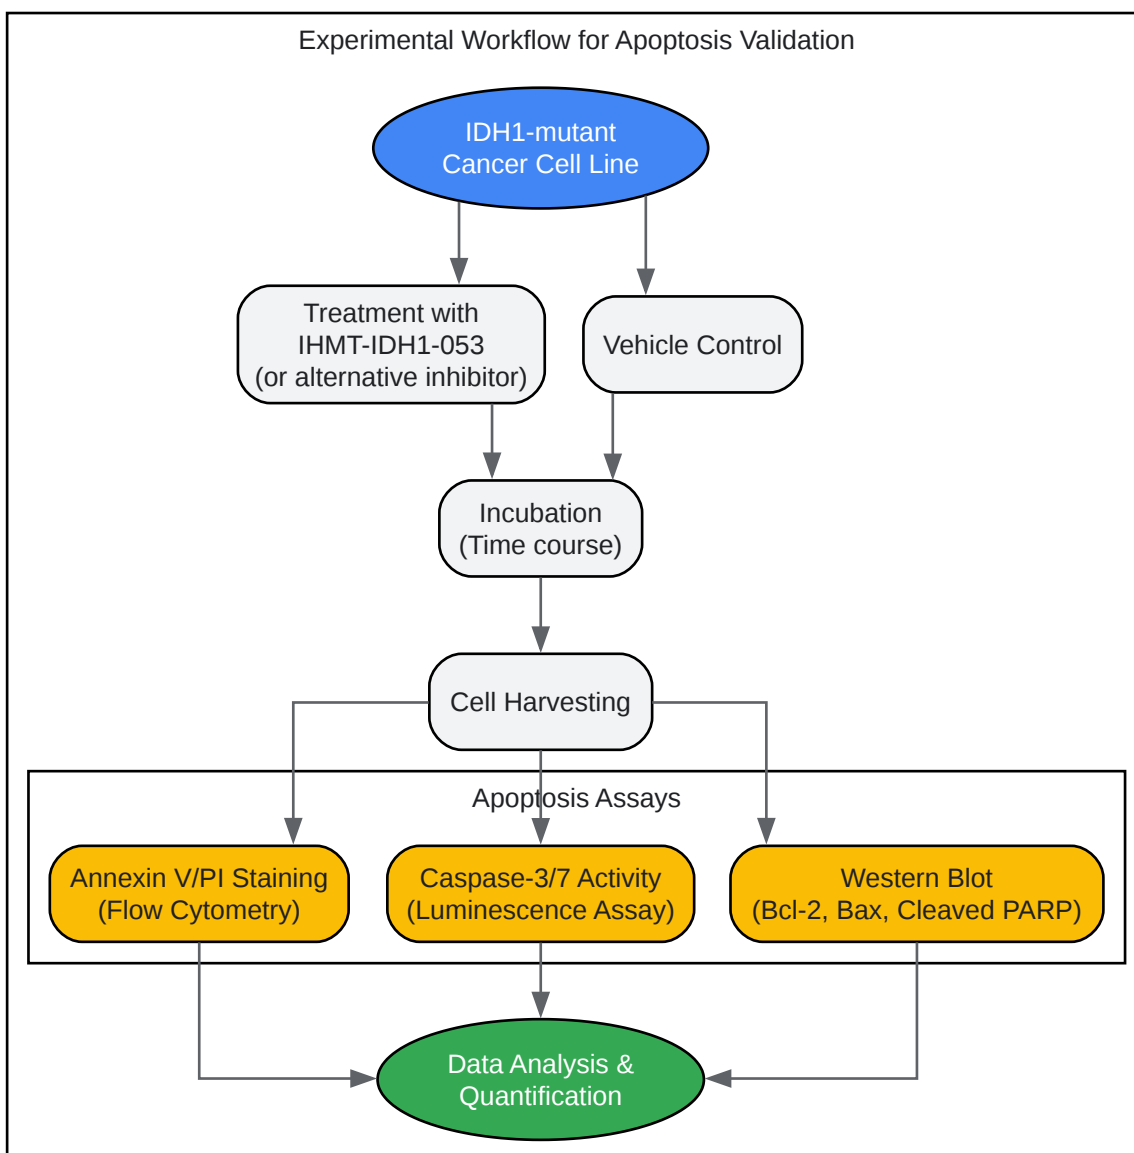 Experimental Workflow for Apoptosis Validation
IDH1-mutant
Cancer Cell Line
Treatment with
IHMT-IDH1-053
(or alternative inhibitor)
Vehicle Control
Incubation
(Time course)
Cell Harvesting
Apoptosis Assays
Annexin V/PI Staining
(Flow Cytometry)
Caspase-3/7 Activity
(Luminescence Assay)
Western Blot
(Bcl-2, Bax, Cleaved PARP)
Data Analysis &
Quantification